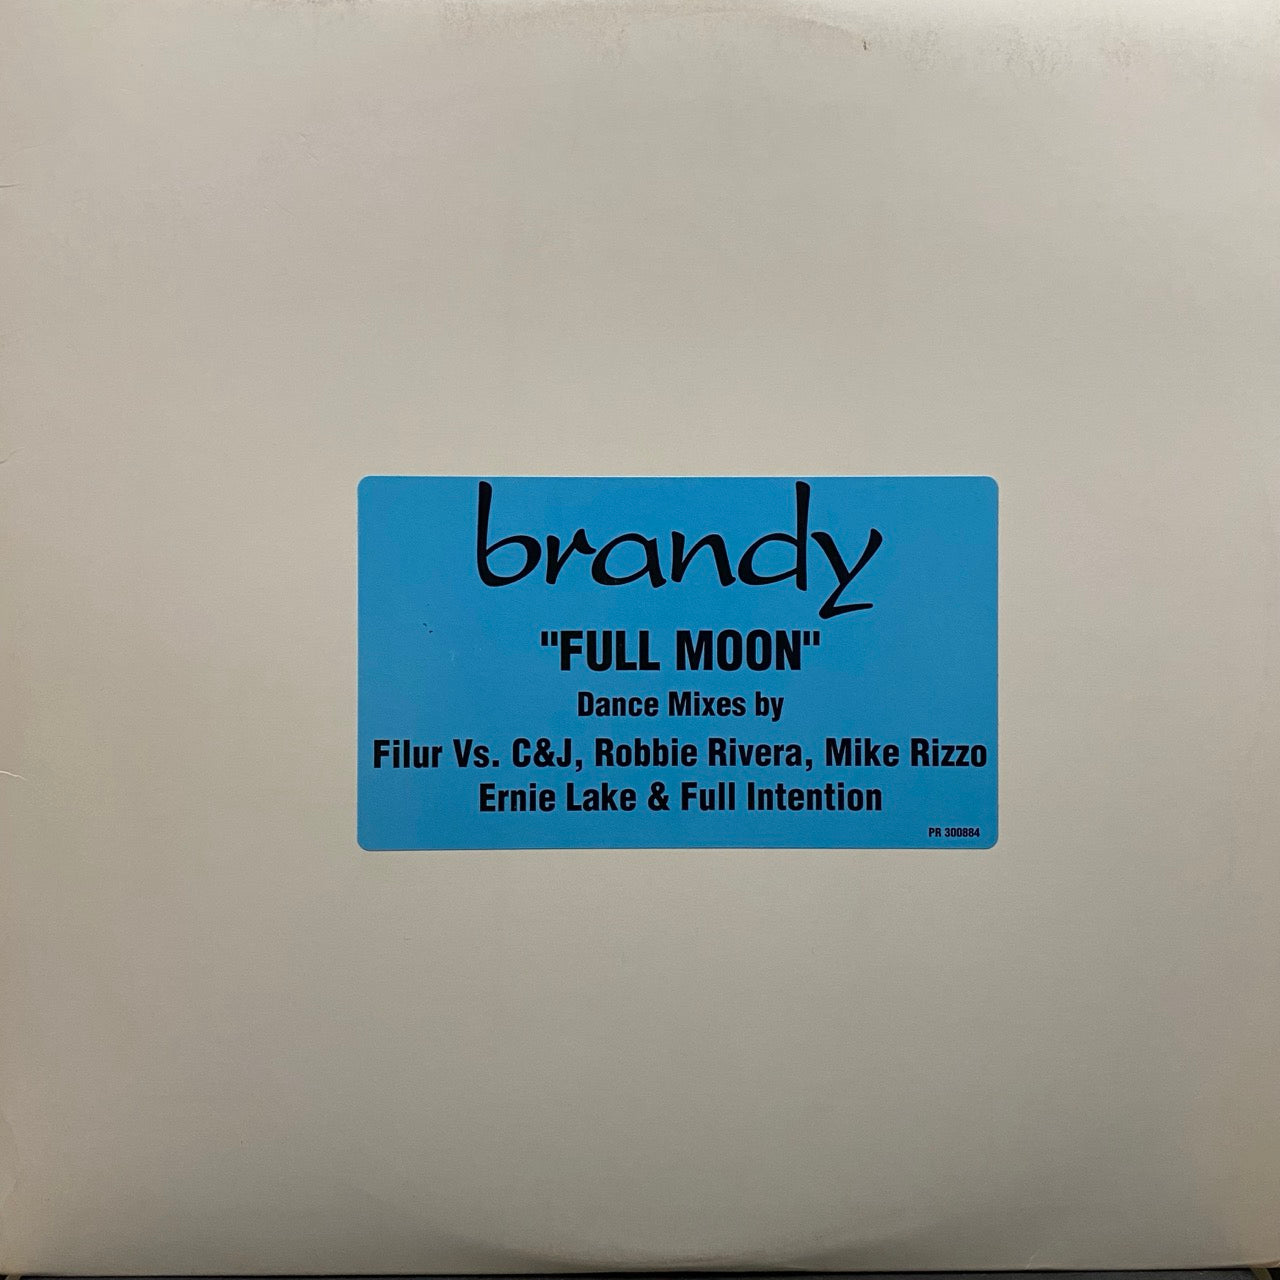 brandy
"FULL MOON"
Dance Mixes by
Filur Vs. C&J, Robbie Rivera, Mike Rizzo
Ernie Lake & Full Intention
PR 300884